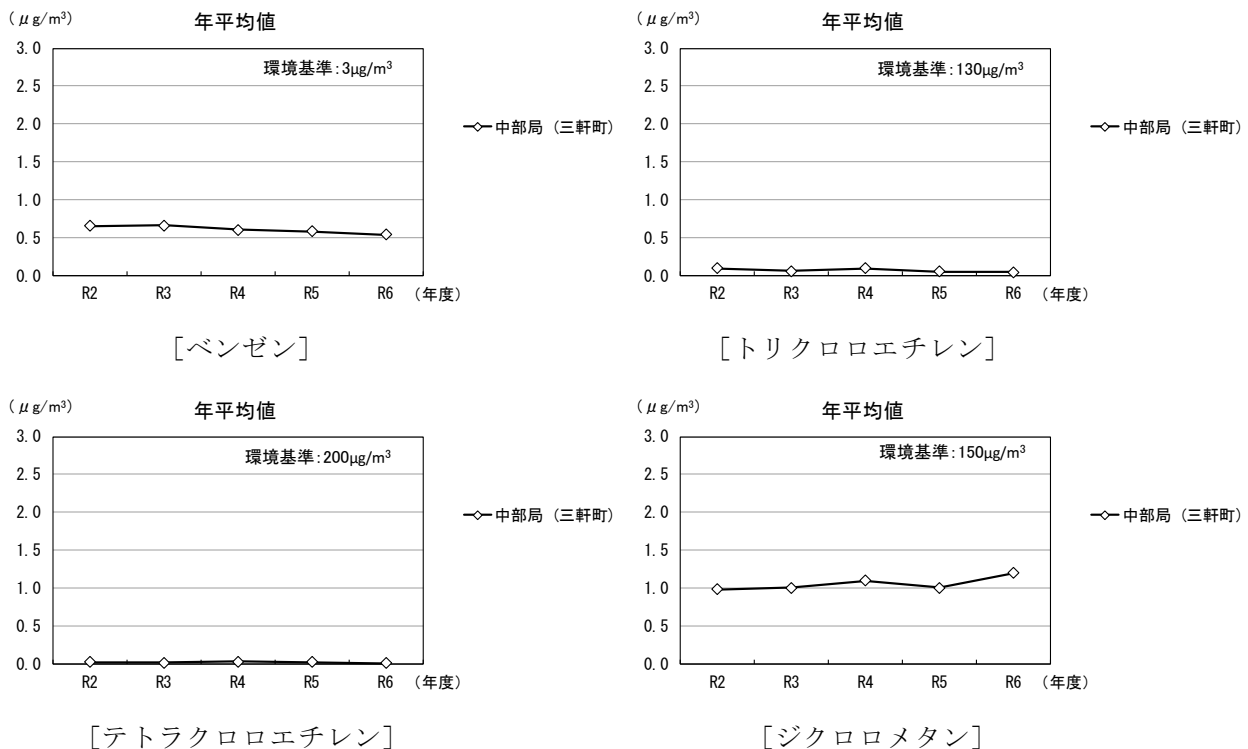 (μg/m³)
年平均値
3.0
環境基準:3μg/m³
2.5
2.0
中部局(三軒町)
1.5
1.0
0.5
0.0
R2 R3 R4 R5 R6 (年度)
[ベンゼン]
(μg/m³)
年平均値
3.0
環境基準:130μg/m³
2.5
2.0
中部局(三軒町)
1.5
1.0
0.5
0.0
R2 R3 R4 R5 R6 (年度)
[トリクロロエチレン]
(μg/m³)
年平均値
3.0
環境基準:200μg/m³
2.5
2.0
中部局(三軒町)
1.5
1.0
0.5
0.0
R2 R3 R4 R5 R6 (年度)
[テトラクロロエチレン]
(μg/m³)
年平均値
3.0
環境基準:150μg/m³
2.5
2.0
中部局(三軒町)
1.5
1.0
0.5
0.0
R2 R3 R4 R5 R6 (年度)
[ジクロロメタン]